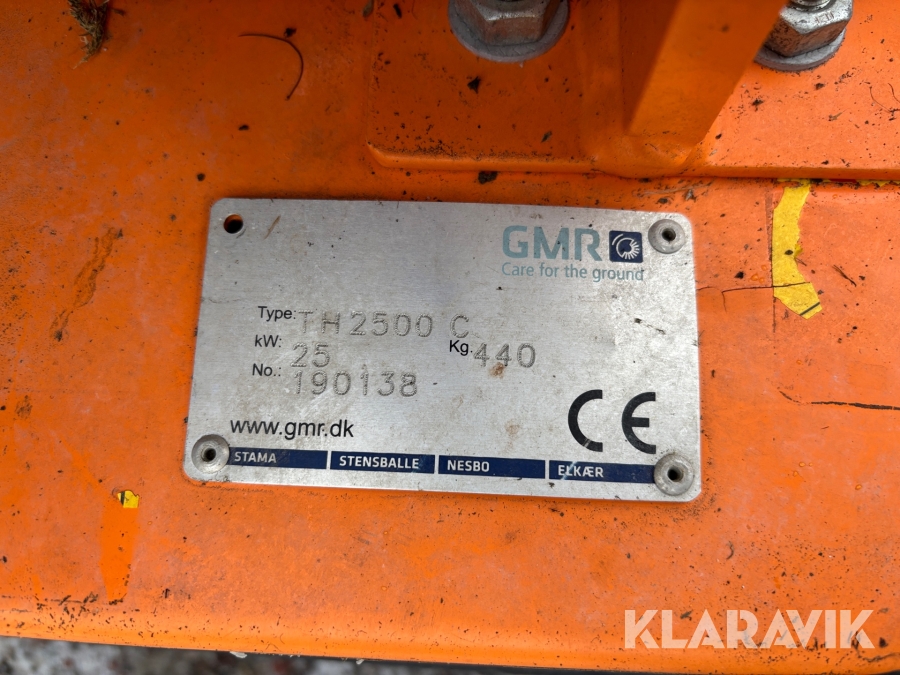 GMR
Care for the ground
Type: TH2500 C
kW: 25 Kg. 440
No.: 190138
www.gmr.dk
STAMA STENSBALLE NESBO ELKÆR
KLARAVIK